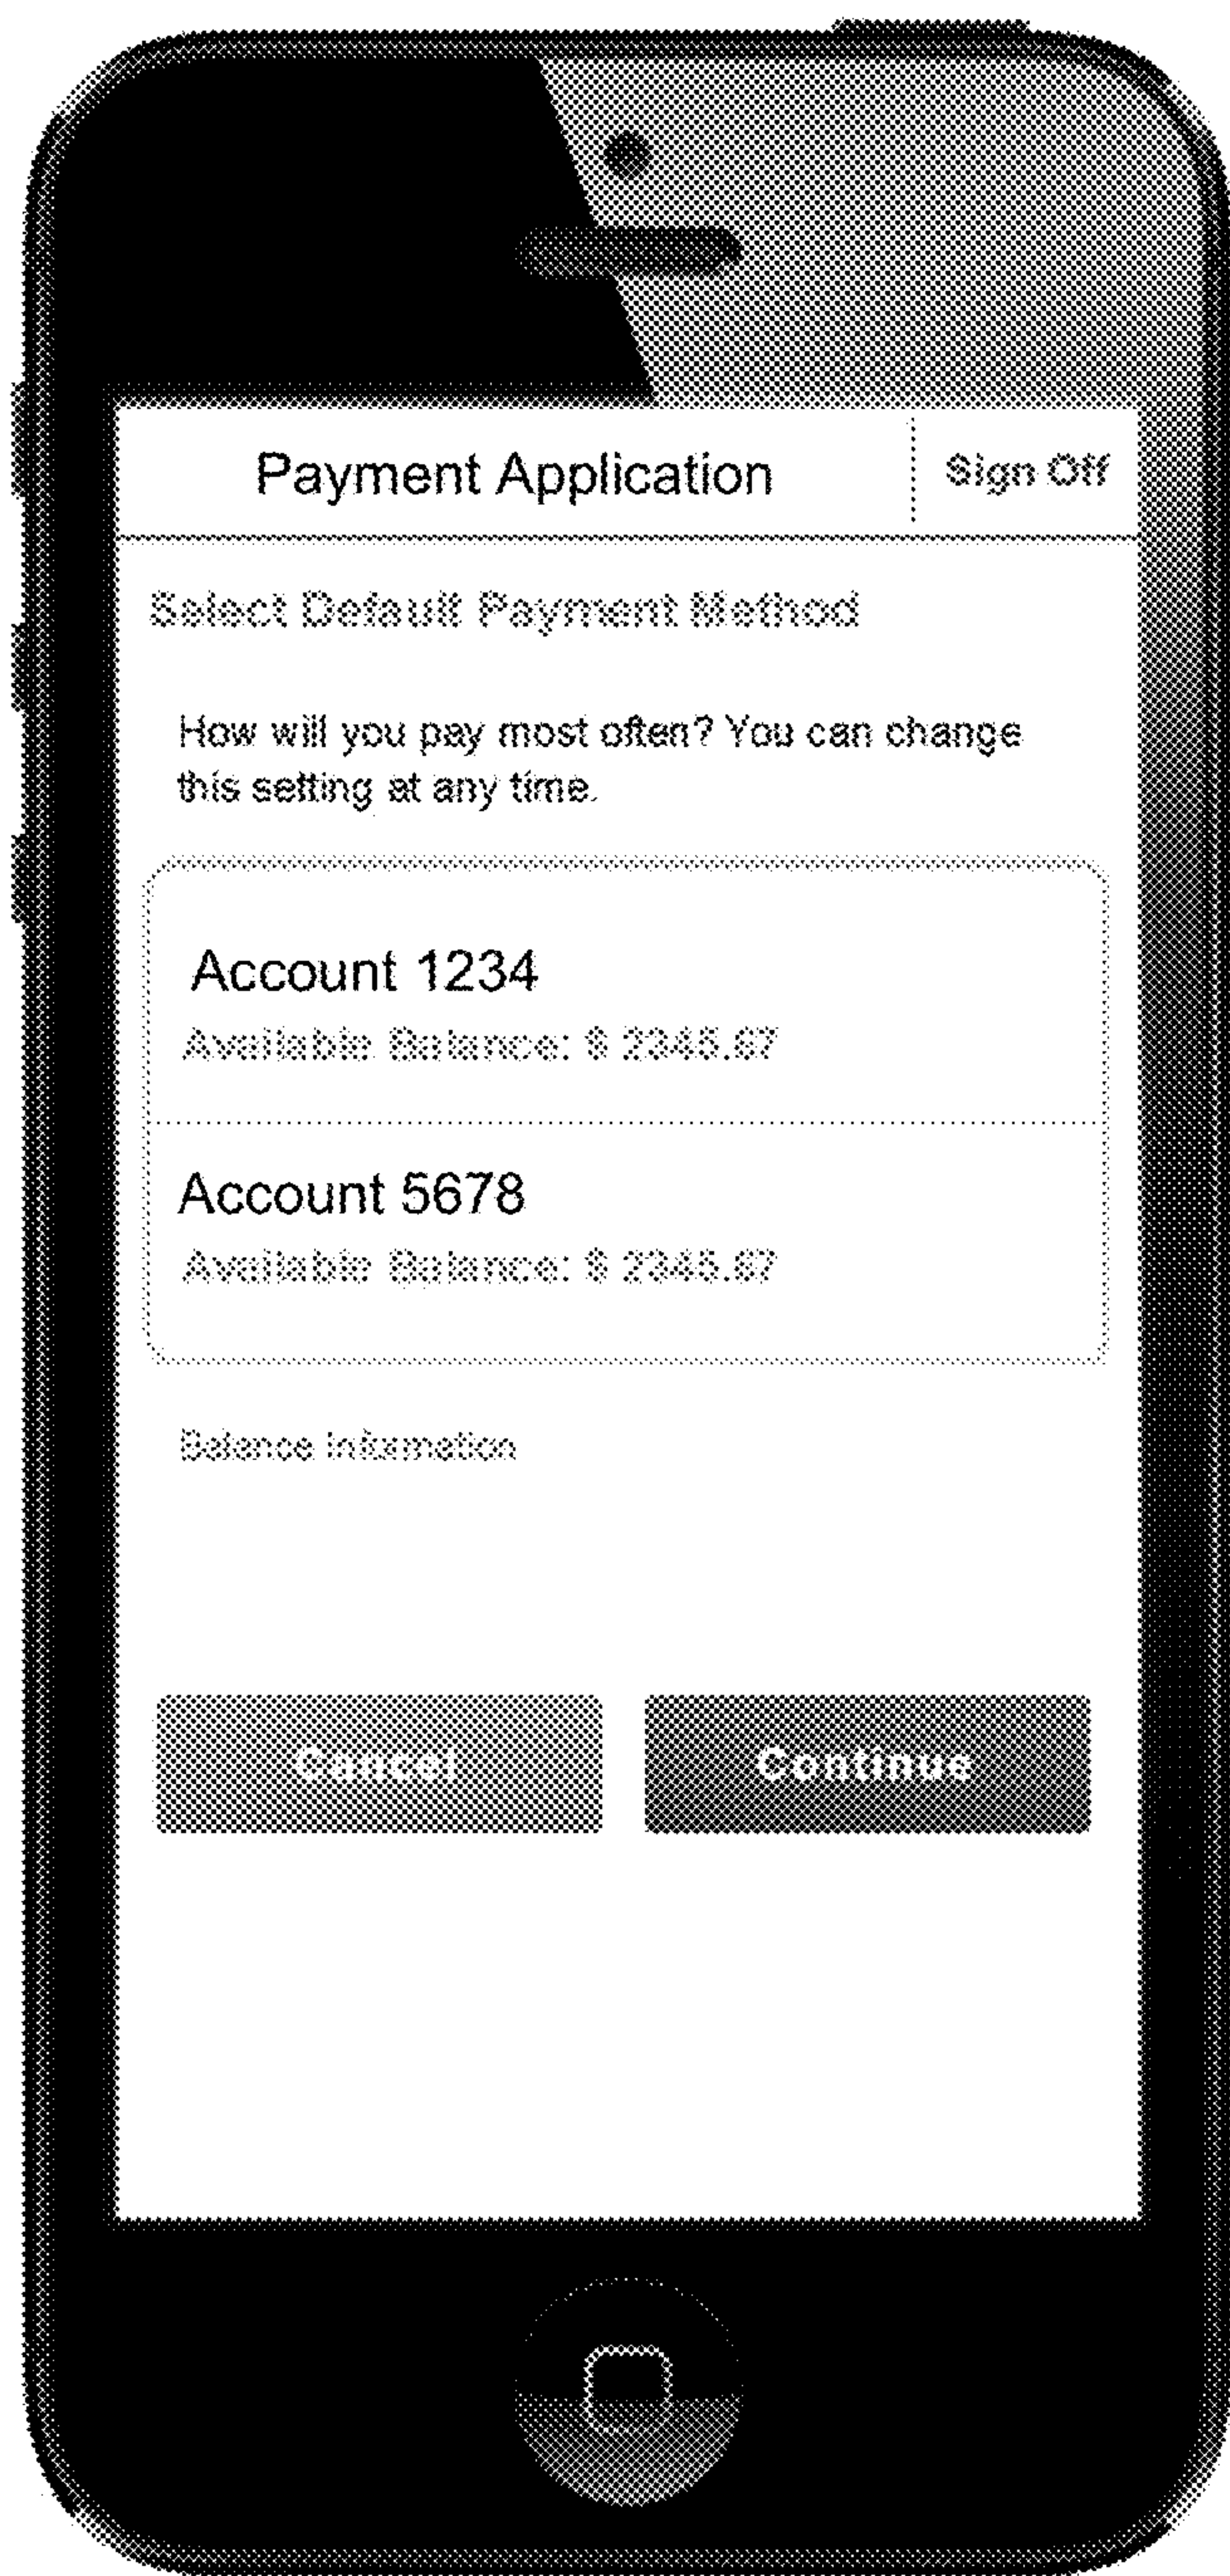 Payment Application
Sign Off
Select Default Payment Method
How will you pay most often? You can change
this setting at any time.
Account 1234
Available Balance: $ 2345.67
Account 5678
Available Balance: $ 2345.67
Balance Information
Cancel
Continue